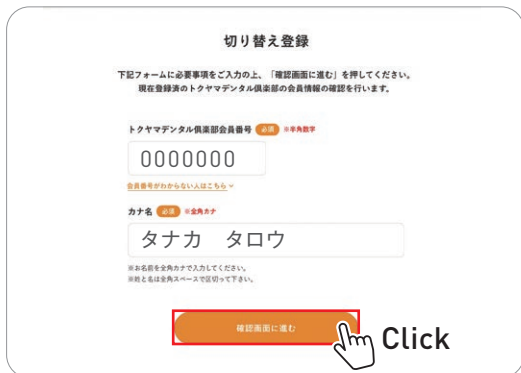 切り替え登録
下記フォームに必要事項をご入力の上、「確認画面に進む」を押してください。
現在登録済のトクヤマデンタル俱楽部の会員情報の確認を行います。
トクヤマデンタル俱楽部会員番号 必須 ※半角数字
0000000
会員番号がわからない人はこちら
カナ名 必須 ※全角カナ
タナカ　タロウ
※お名前を全角カナで入力してください。
※姓と名は全角スペースで区切って下さい。
確認画面に進む
Click